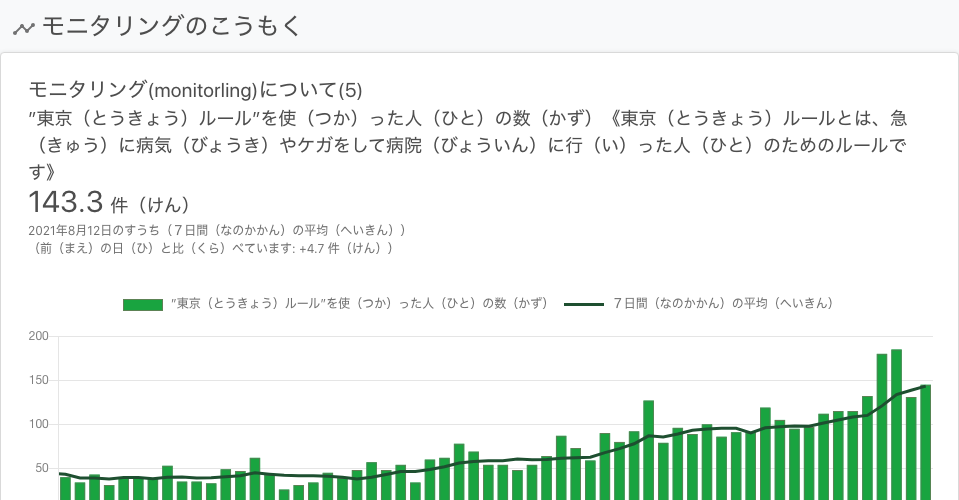 モニタリングのこうもく
モニタリング(monitorling)について(5)
”東京（とうきょう）ルール”を使（つか）った人（ひと）の数（かず）《東京（とうきょう）ルールとは、急
（きゅう）に病気（びょうき）やケガをして病院（びょういん）に行（い）った人（ひと）のためのルールで
す》
143.3 件（けん）
2021年8月12日のすうち（７日間（なのかかん）の平均（へいきん））
（前（まえ）の日（ひ）と比（くら）べています: +4.7 件（けん））
”東京（とうきょう）ルール”を使（つか）った人（ひと）の数（かず） ７日間（なのかかん）の平均（へいきん）
200
150
100
50